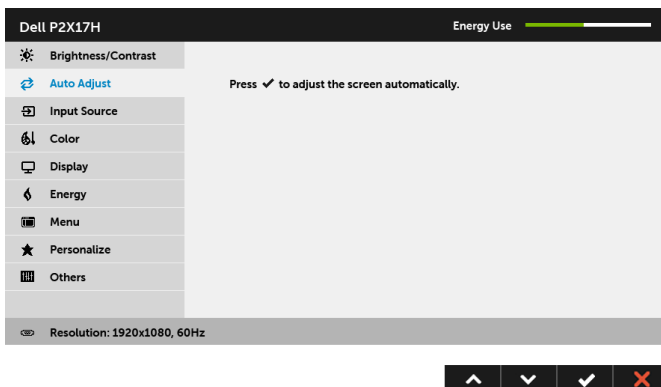 Dell P2X17H
Energy Use
Brightness/Contrast
Auto Adjust
Press ✓ to adjust the screen automatically.
Input Source
Color
Display
Energy
Menu
Personalize
Others
Resolution: 1920x1080, 60Hz